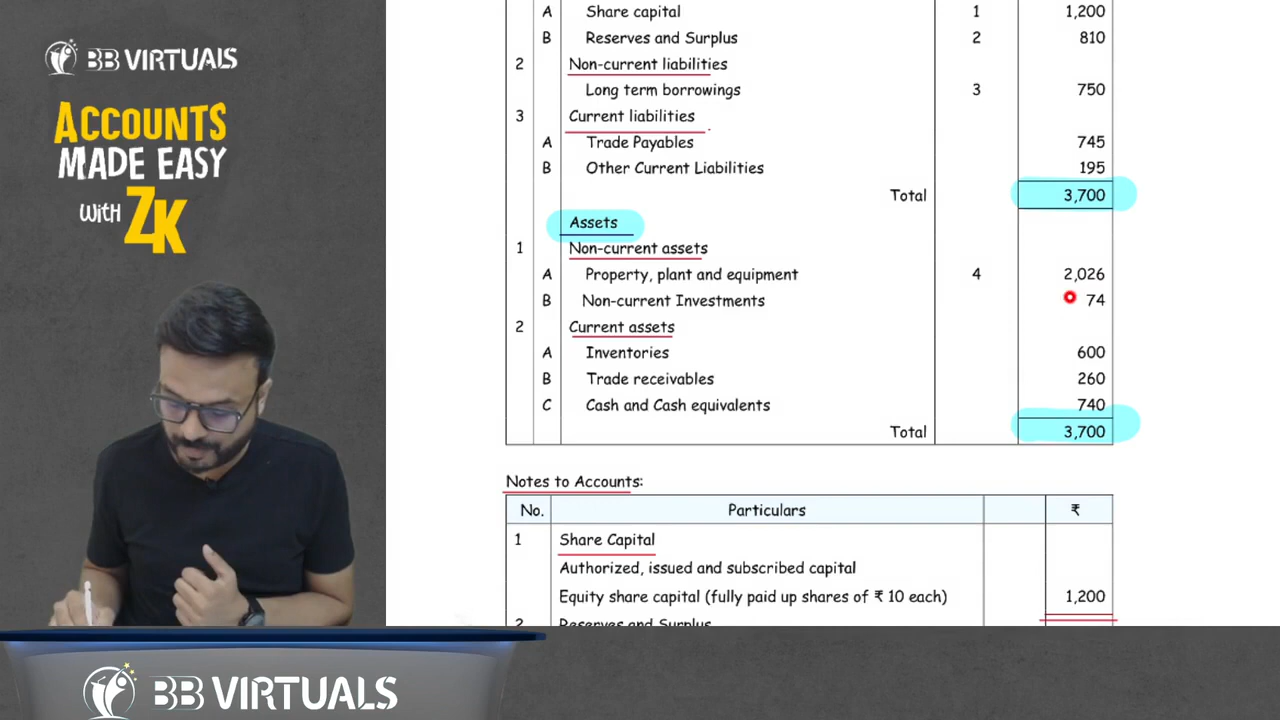 BB VIRTUALS
ACCOUNTS
MADE EASY
WITH ZK
A Share capital 1 1,200
B Reserves and Surplus 2 810
2 Non-current liabilities
Long term borrowings 3 750
3 Current liabilities
A Trade Payables 745
B Other Current Liabilities 195
Total 3,700
Assets
1 Non-current assets
A Property, plant and equipment 4 2,026
B Non-current Investments 74
2 Current assets
A Inventories 600
B Trade receivables 260
C Cash and Cash equivalents 740
Total 3,700
Notes to Accounts:
No. Particulars ₹
1 Share Capital
Authorized, issued and subscribed capital
Equity share capital (fully paid up shares of ₹ 10 each) 1,200
2 Reserves and Surplus
BB VIRTUALS